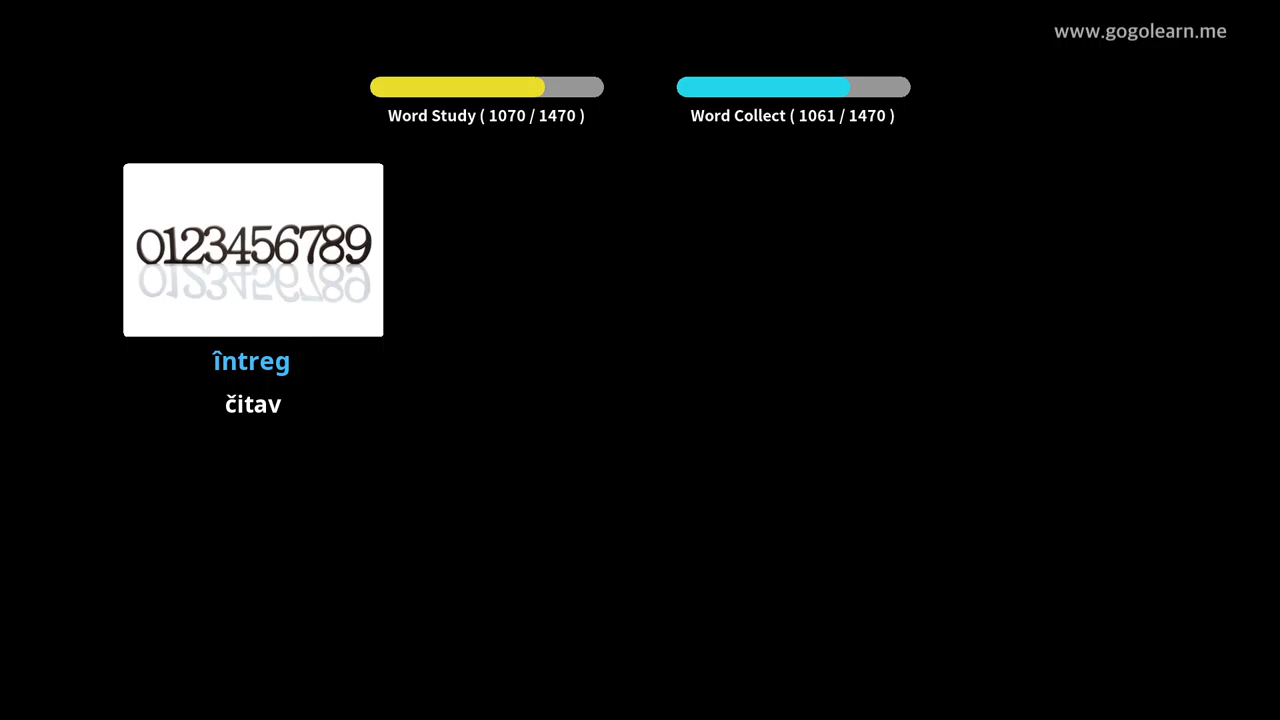 www.gogolearn.me
Word Study ( 1070 / 1470 )
Word Collect ( 1061 / 1470 )
0123456789
întreg
čitav